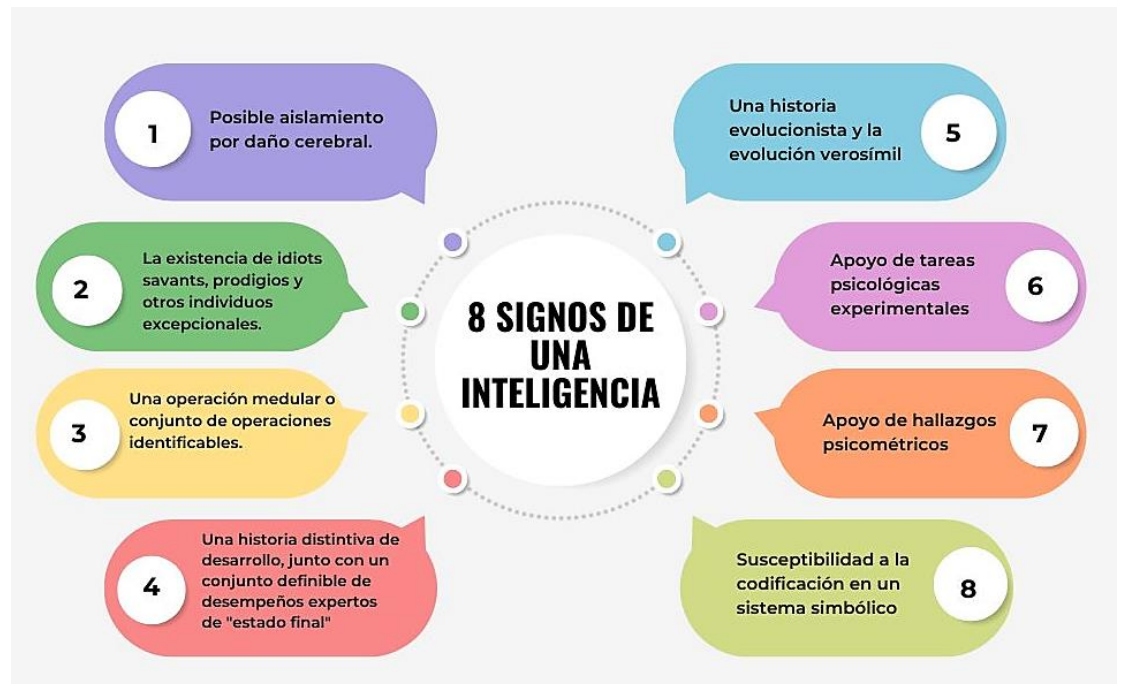 1
Posible aislamiento
por daño cerebral.
2
La existencia de idiots
savants, prodigios y
otros individuos
excepcionales.
3
Una operación medular o
conjunto de operaciones
identificables.
4
Una historia distintiva de
desarrollo, junto con un
conjunto definible de
desempeños expertos
de "estado final"
8 SIGNOS DE
UNA
INTELIGENCIA
Una historia
evolucionista y la
evolución verosímil
5
Apoyo de tareas
psicológicas
experimentales
6
Apoyo de hallazgos
psicométricos
7
Susceptibilidad a la
codificación en un
sistema simbólico
8